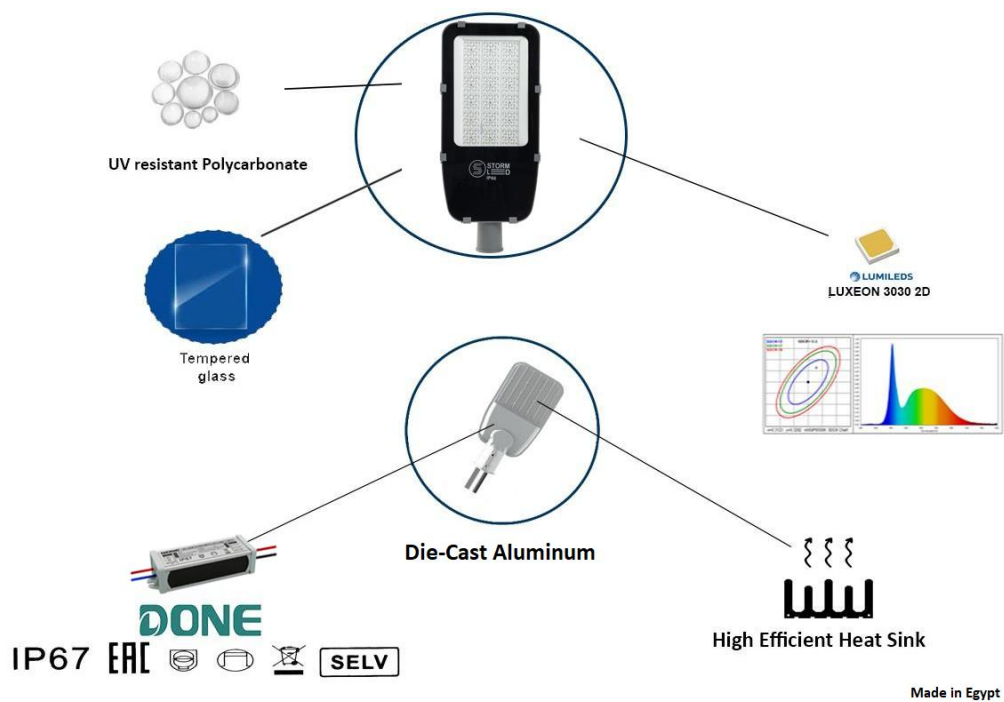 STORM
LED
IP66
UV resistant Polycarbonate
LUMILEDS
LUXEON 3030 2D
Tempered
glass
Die-Cast Aluminum
DONE
High Efficient Heat Sink
IP67 EAC SELV
Made in Egypt